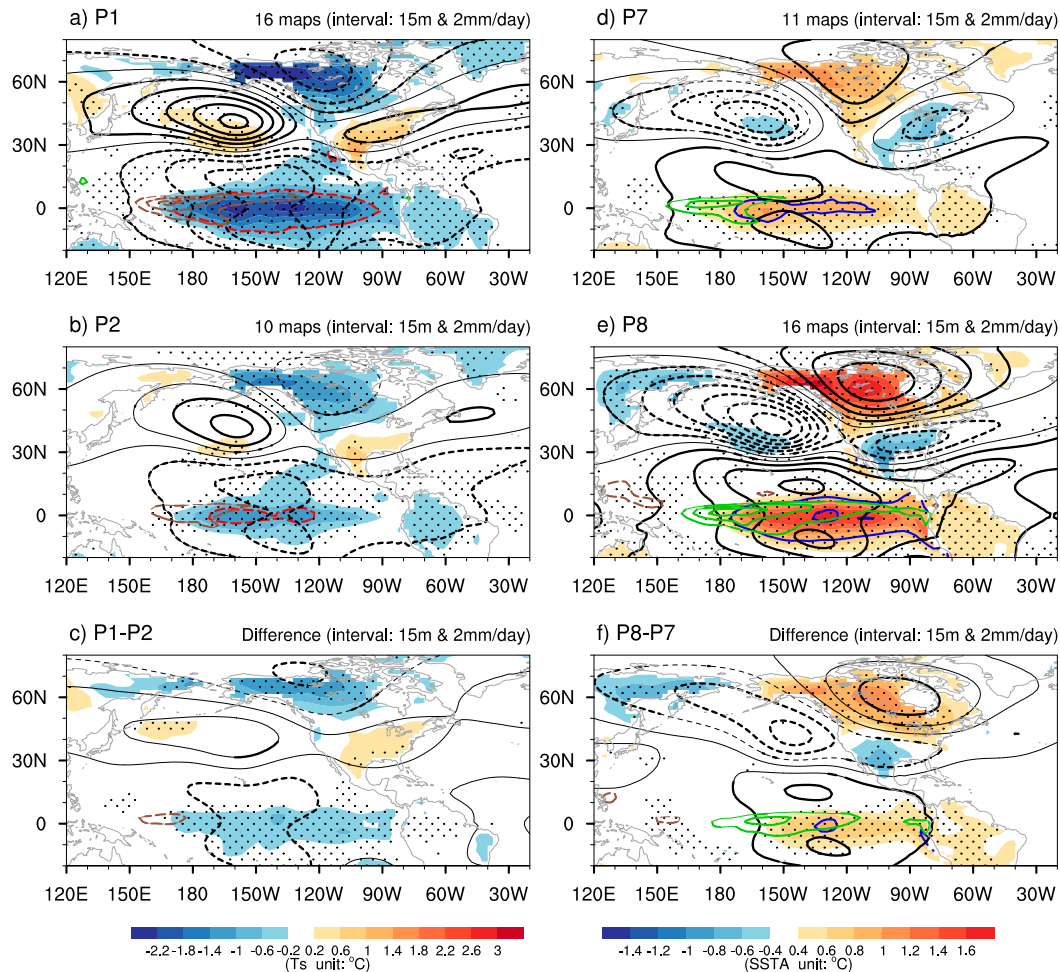 a) P1 16 maps (interval: 15m & 2mm/day)
60N
30N
0
120E 150E 180 150W 120W 90W 60W 30W
d) P7 11 maps (interval: 15m & 2mm/day)
60N
30N
0
120E 150E 180 150W 120W 90W 60W 30W
b) P2 10 maps (interval: 15m & 2mm/day)
60N
30N
0
120E 150E 180 150W 120W 90W 60W 30W
e) P8 16 maps (interval: 15m & 2mm/day)
60N
30N
0
120E 150E 180 150W 120W 90W 60W 30W
c) P1-P2 Difference (interval: 15m & 2mm/day)
60N
30N
0
120E 150E 180 150W 120W 90W 60W 30W
f) P8-P7 Difference (interval: 15m & 2mm/day)
60N
30N
0
120E 150E 180 150W 120W 90W 60W 30W
-2.2 -1.8 -1.4 -1 -0.6 -0.2 0.2 0.6 1 1.4 1.8 2.2 2.6 3
(Ts unit: °C)
-1.4 -1.2 -1 -0.8 -0.6 -0.4 0.4 0.6 0.8 1 1.2 1.4 1.6
(SSTA unit: °C)